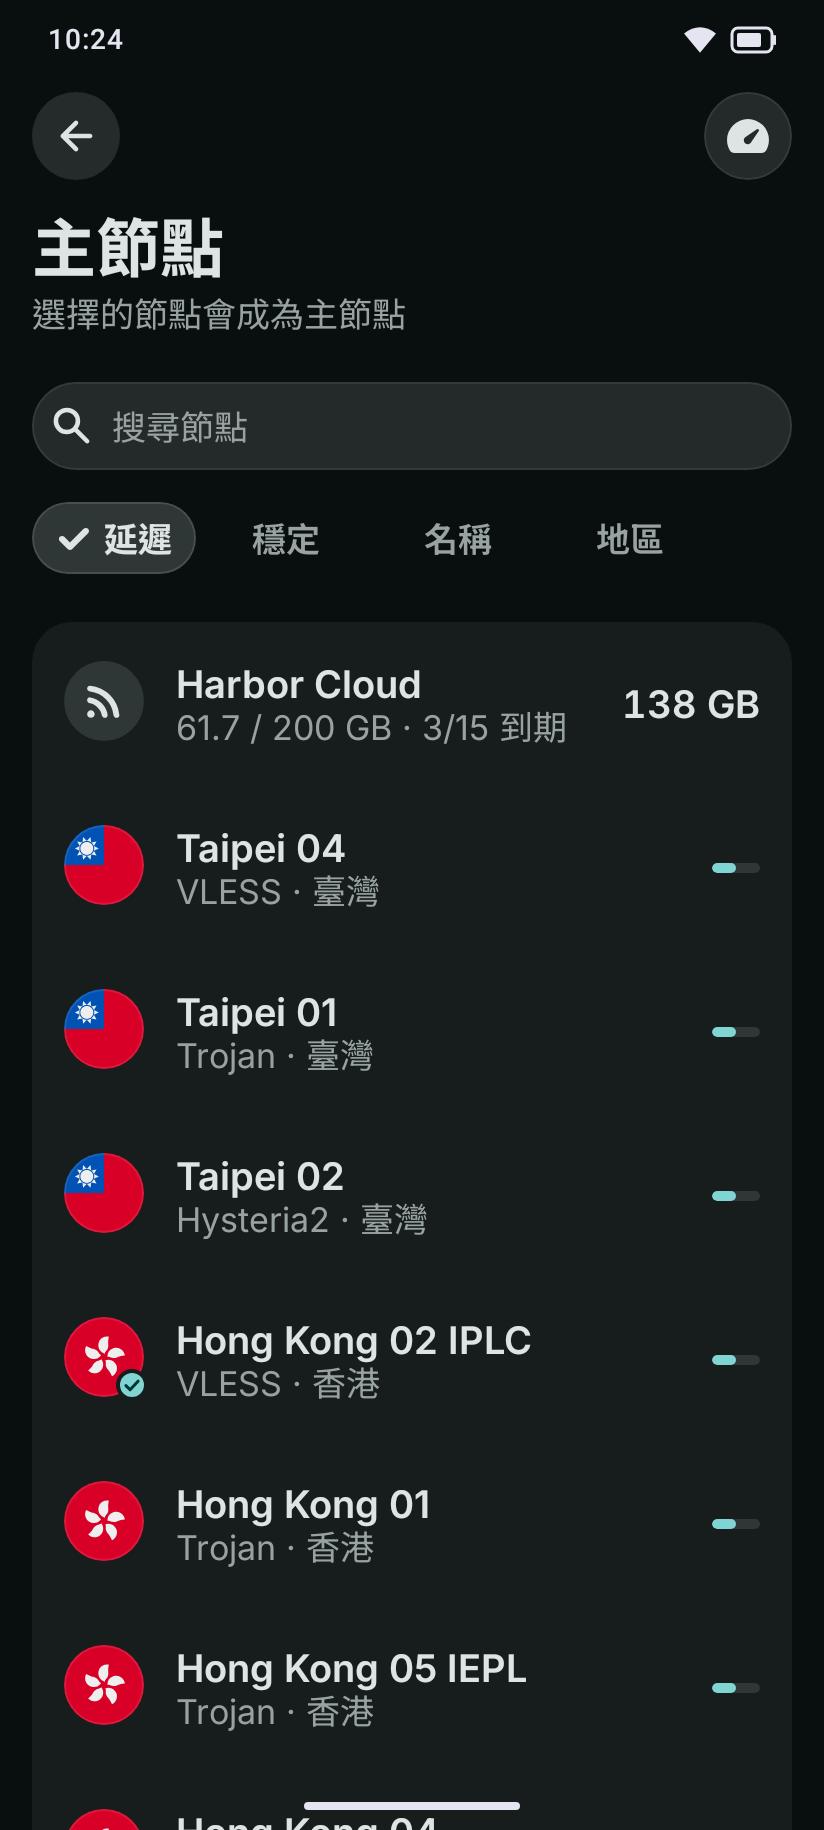 10:24
主節點
選擇的節點會成為主節點
搜尋節點
延遲
穩定
名稱
地區
Harbor Cloud
61.7 / 200 GB · 3/15 到期
138 GB
Taipei 04
VLESS · 臺灣
Taipei 01
Trojan · 臺灣
Taipei 02
Hysteria2 · 臺灣
Hong Kong 02 IPLC
VLESS · 香港
Hong Kong 01
Trojan · 香港
Hong Kong 05 IEPL
Trojan · 香港
Hong Kong 04